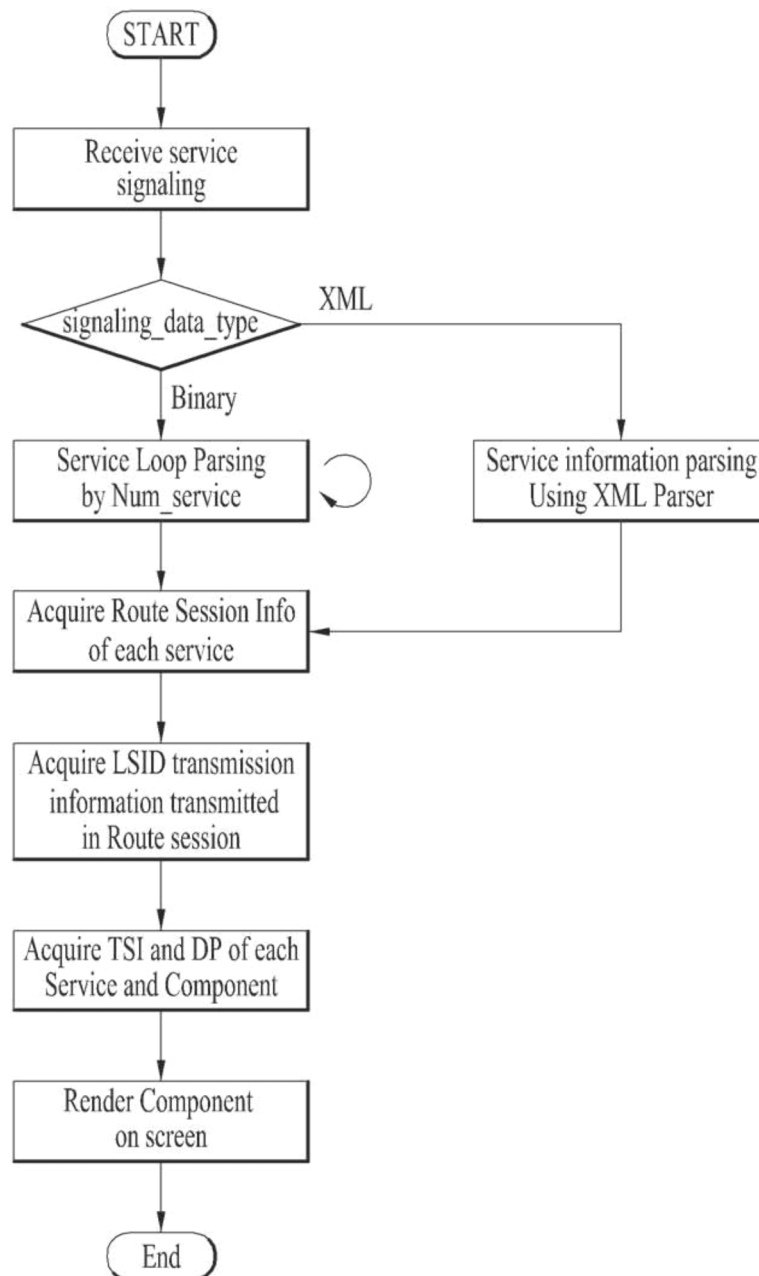 START
Receive service
signaling
signaling_data_type
XML
Binary
Service Loop Parsing
by Num_service
Service information parsing
Using XML Parser
Acquire Route Session Info
of each service
Acquire LSID transmission
information transmitted
in Route session
Acquire TSI and DP of each
Service and Component
Render Component
on screen
End